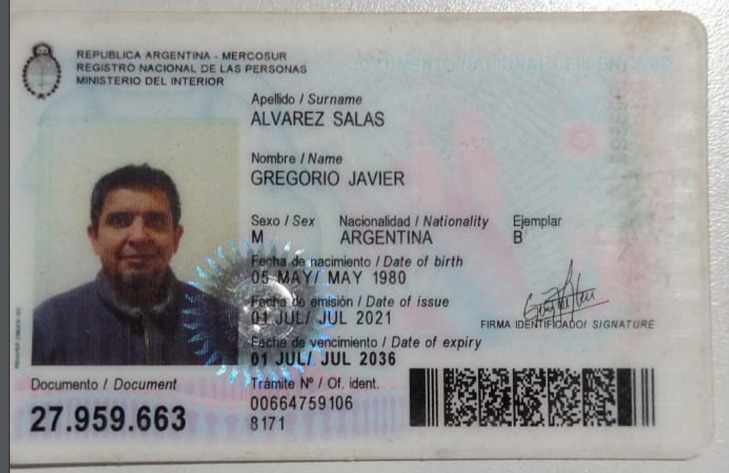 REPUBLICA ARGENTINA - MERCOSUR
REGISTRO NACIONAL DE LAS PERSONAS
MINISTERIO DEL INTERIOR
Apellido / Surname
ALVAREZ SALAS
Nombre / Name
GREGORIO JAVIER
Sexo / Sex Nacionalidad / Nationality Ejemplar
M ARGENTINA B
Fecha de nacimiento / Date of birth
05 MAY/ MAY 1980
Fecha de emisión / Date of issue
01 JUL/ JUL 2021
FIRMA IDENTIFICADO/ SIGNATURE
Fecha de vencimiento / Date of expiry
01 JUL/ JUL 2036
Documento / Document
27.959.663
Trámite Nº / Of. ident.
00664759106
8171